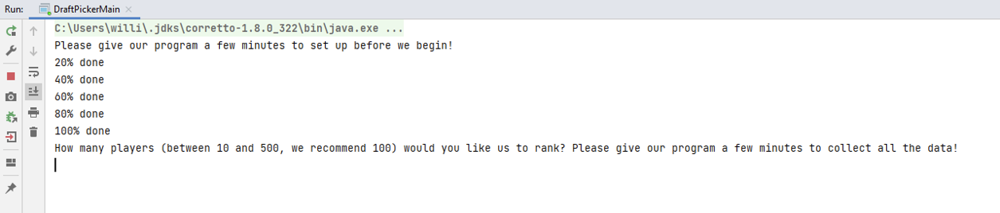 Run: DraftPickerMain
C:\Users\willi\.jdks\corretto-1.8.0_322\bin\java.exe ...
Please give our program a few minutes to set up before we begin!
20% done
40% done
60% done
80% done
100% done
How many players (between 10 and 500, we recommend 100) would you like us to rank? Please give our program a few minutes to collect all the data!